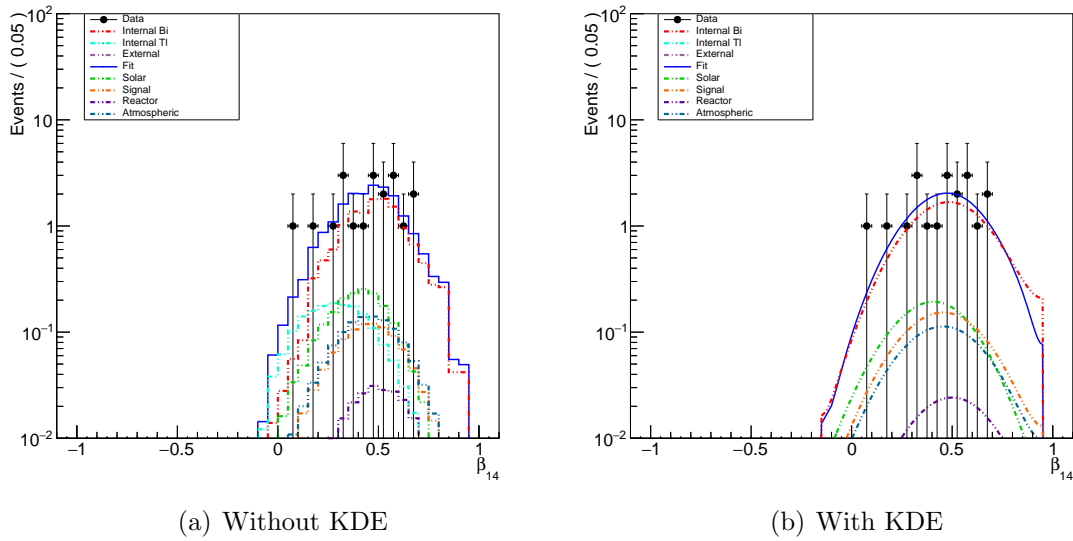 Events / ( 0.05 )
10²
10
1
10⁻¹
10⁻²
Data
Internal Bi
Internal Tl
External
Fit
Solar
Signal
Reactor
Atmospheric
−1 −0.5 0 0.5 1
β₁₄
(a) Without KDE
Events / ( 0.05 )
10²
10
1
10⁻¹
10⁻²
Data
Internal Bi
Internal Tl
External
Fit
Solar
Signal
Reactor
Atmospheric
−1 −0.5 0 0.5 1
β₁₄
(b) With KDE